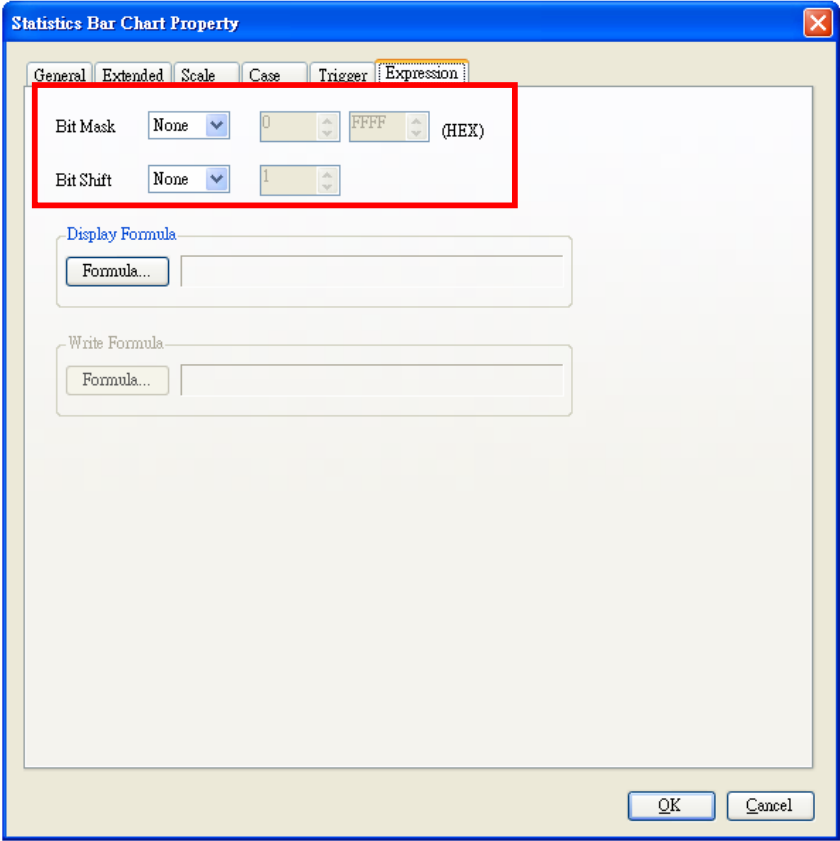 Statistics Bar Chart Property
General Extended Scale Case Trigger Expression
Bit Mask None 0 FFFF (HEX)
Bit Shift None 1
Display Formula
Formula...
Write Formula
Formula...
OK Cancel